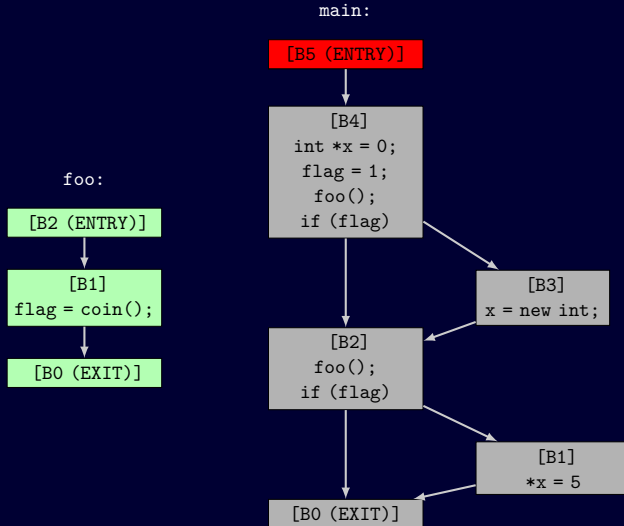 main:
[B5 (ENTRY)]
[B4]
int *x = 0;
flag = 1;
foo();
if (flag)
foo:
[B2 (ENTRY)]
[B1]
flag = coin();
[B0 (EXIT)]
[B3]
x = new int;
[B2]
foo();
if (flag)
[B1]
*x = 5
[B0 (EXIT)]